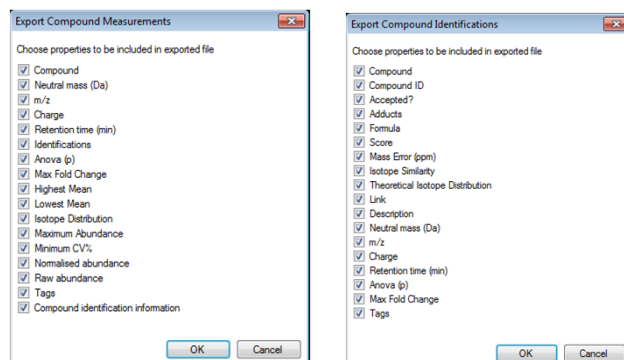 Export Compound Measurements
Choose properties to be included in exported file
Compound
Neutral mass (Da)
m/z
Charge
Retention time (min)
Identifications
Anova (p)
Max Fold Change
Highest Mean
Lowest Mean
Isotope Distribution
Maximum Abundance
Minimum CV%
Normalised abundance
Raw abundance
Tags
Compound identification information
OK
Cancel
Export Compound Identifications
Choose properties to be included in exported file
Compound
Compound ID
Accepted?
Adducts
Formula
Score
Mass Error (ppm)
Isotope Similarity
Theoretical Isotope Distribution
Link
Description
Neutral mass (Da)
m/z
Charge
Retention time (min)
Anova (p)
Max Fold Change
Tags
OK
Cancel